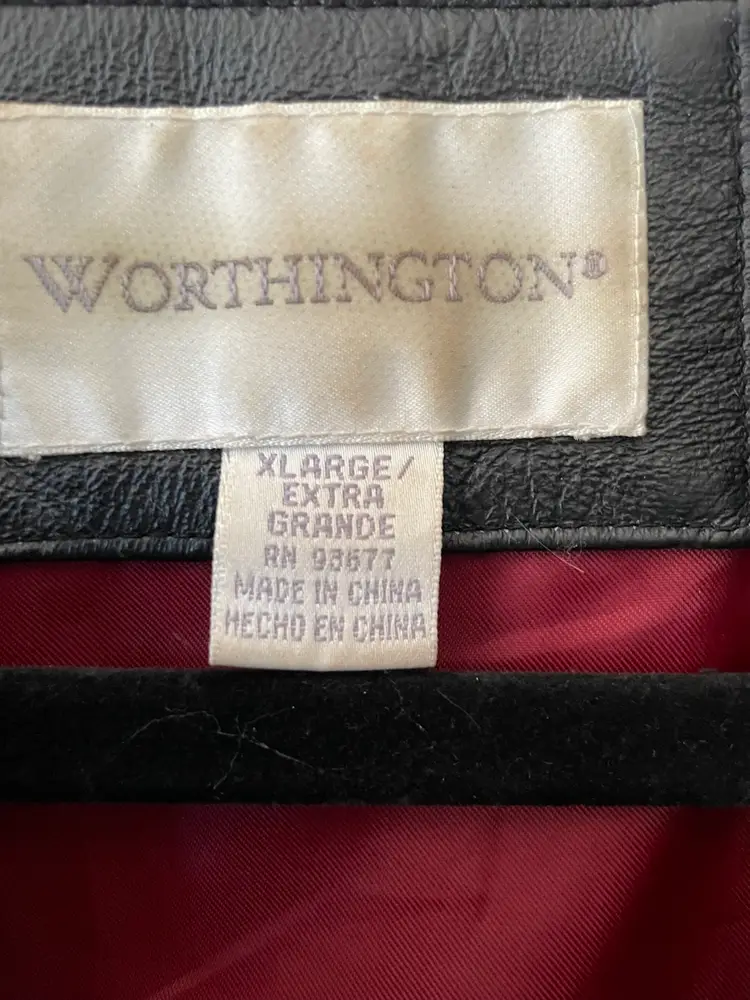 WORTHINGTON®
XLARGE/
EXTRA
GRANDE
RN 93677
MADE IN CHINA
HECHO EN CHINA